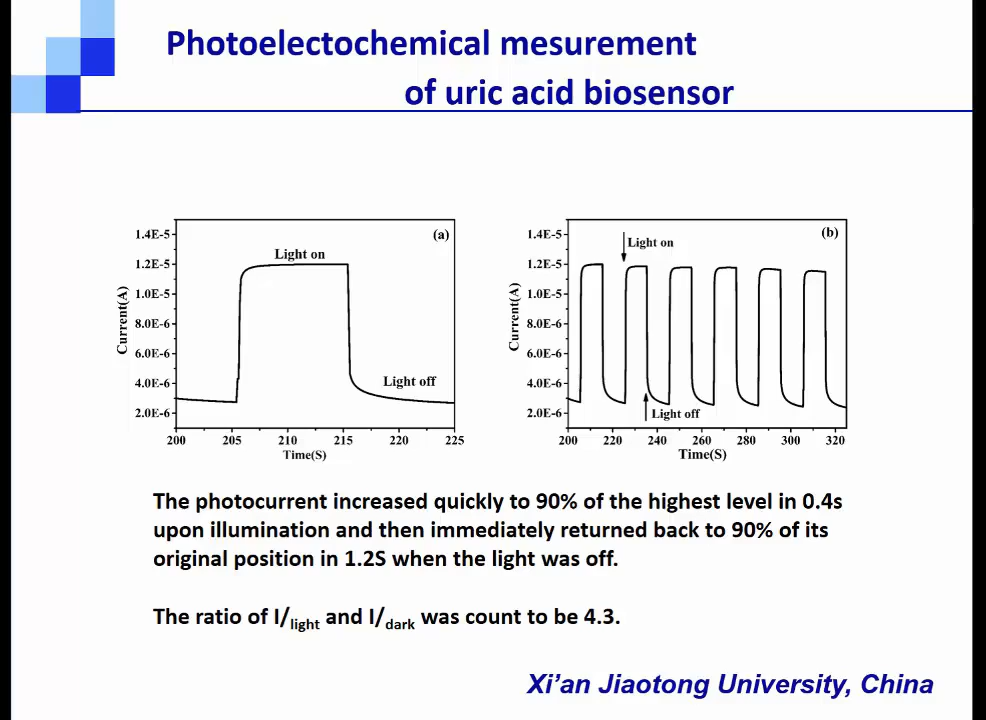 Photoelectochemical mesurement
of uric acid biosensor
1.4E-5
1.2E-5
1.0E-5
8.0E-6
6.0E-6
4.0E-6
2.0E-6
Current(A)
(a)
Light on
Light off
200 205 210 215 220 225
Time(S)
1.4E-5
1.2E-5
1.0E-5
8.0E-6
6.0E-6
4.0E-6
2.0E-6
Current(A)
(b)
Light on
Light off
200 220 240 260 280 300 320
Time(S)
The photocurrent increased quickly to 90% of the highest level in 0.4s
upon illumination and then immediately returned back to 90% of its
original position in 1.2S when the light was off.
The ratio of I/light and I/dark was count to be 4.3.
Xi’an Jiaotong University, China